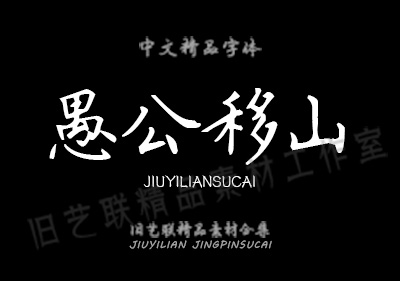 中文精品字体
愚公移山
JIUYILIANSUCAI
旧艺联精品素材工作室
旧艺联精品素材合集
JIUYILIAN JINGPINSUCAI